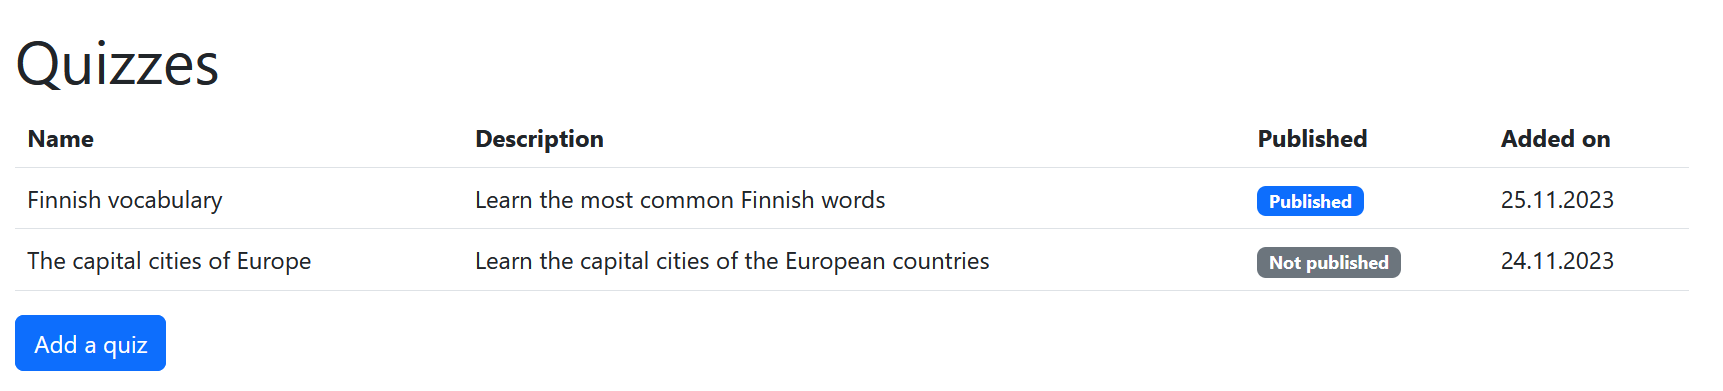 Quizzes
Name Description Published Added on
Finnish vocabulary Learn the most common Finnish words Published 25.11.2023
The capital cities of Europe Learn the capital cities of the European countries Not published 24.11.2023
Add a quiz